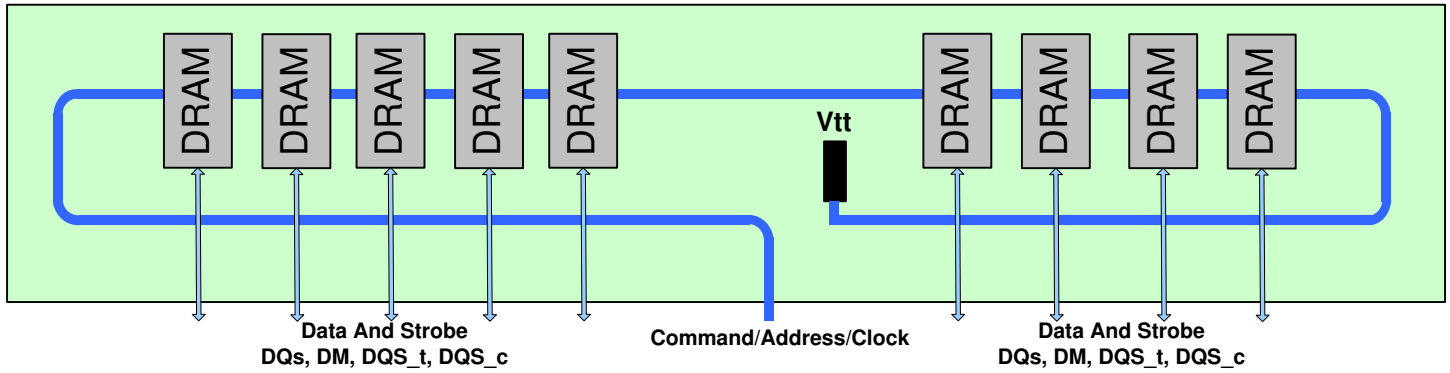 DRAM
DRAM
DRAM
DRAM
DRAM
DRAM
DRAM
DRAM
DRAM
Vtt
Data And Strobe
DQs, DM, DQS_t, DQS_c
Command/Address/Clock
Data And Strobe
DQs, DM, DQS_t, DQS_c